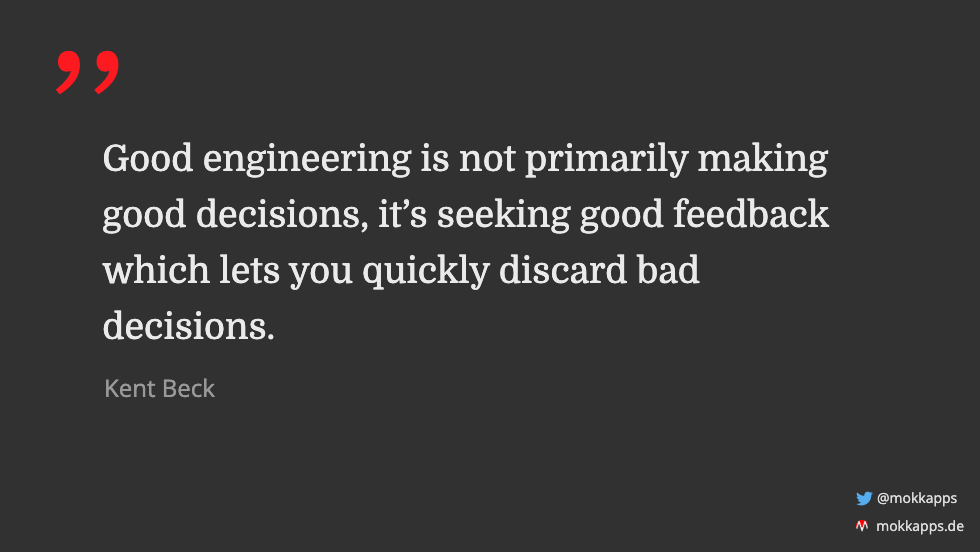 ”
Good engineering is not primarily making
good decisions, it’s seeking good feedback
which lets you quickly discard bad
decisions.
Kent Beck
@mokkapps
mokkapps.de